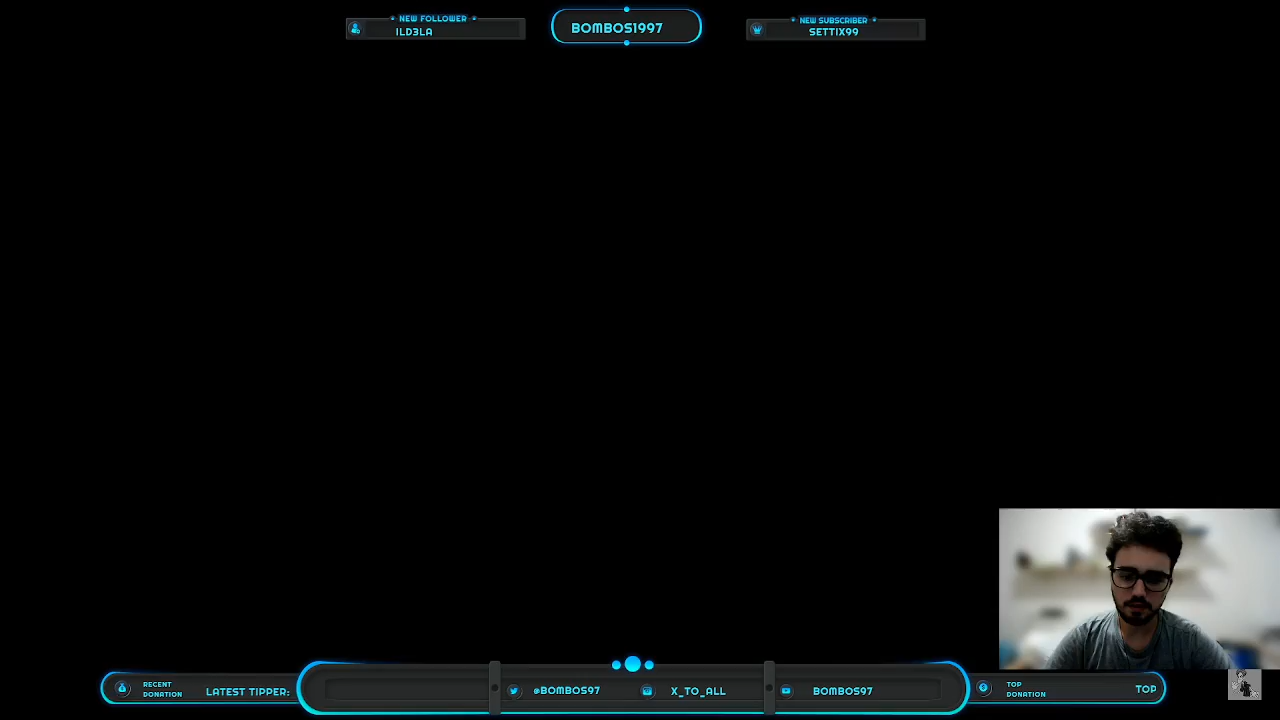 NEW FOLLOWER
ILD3LA
BOMBOS1997
NEW SUBSCRIBER
SETTIX99
RECENT
DONATION
LATEST TIPPER:
@BOMBOS97
X_TO_ALL
BOMBOS97
TOP
DONATION
TOP